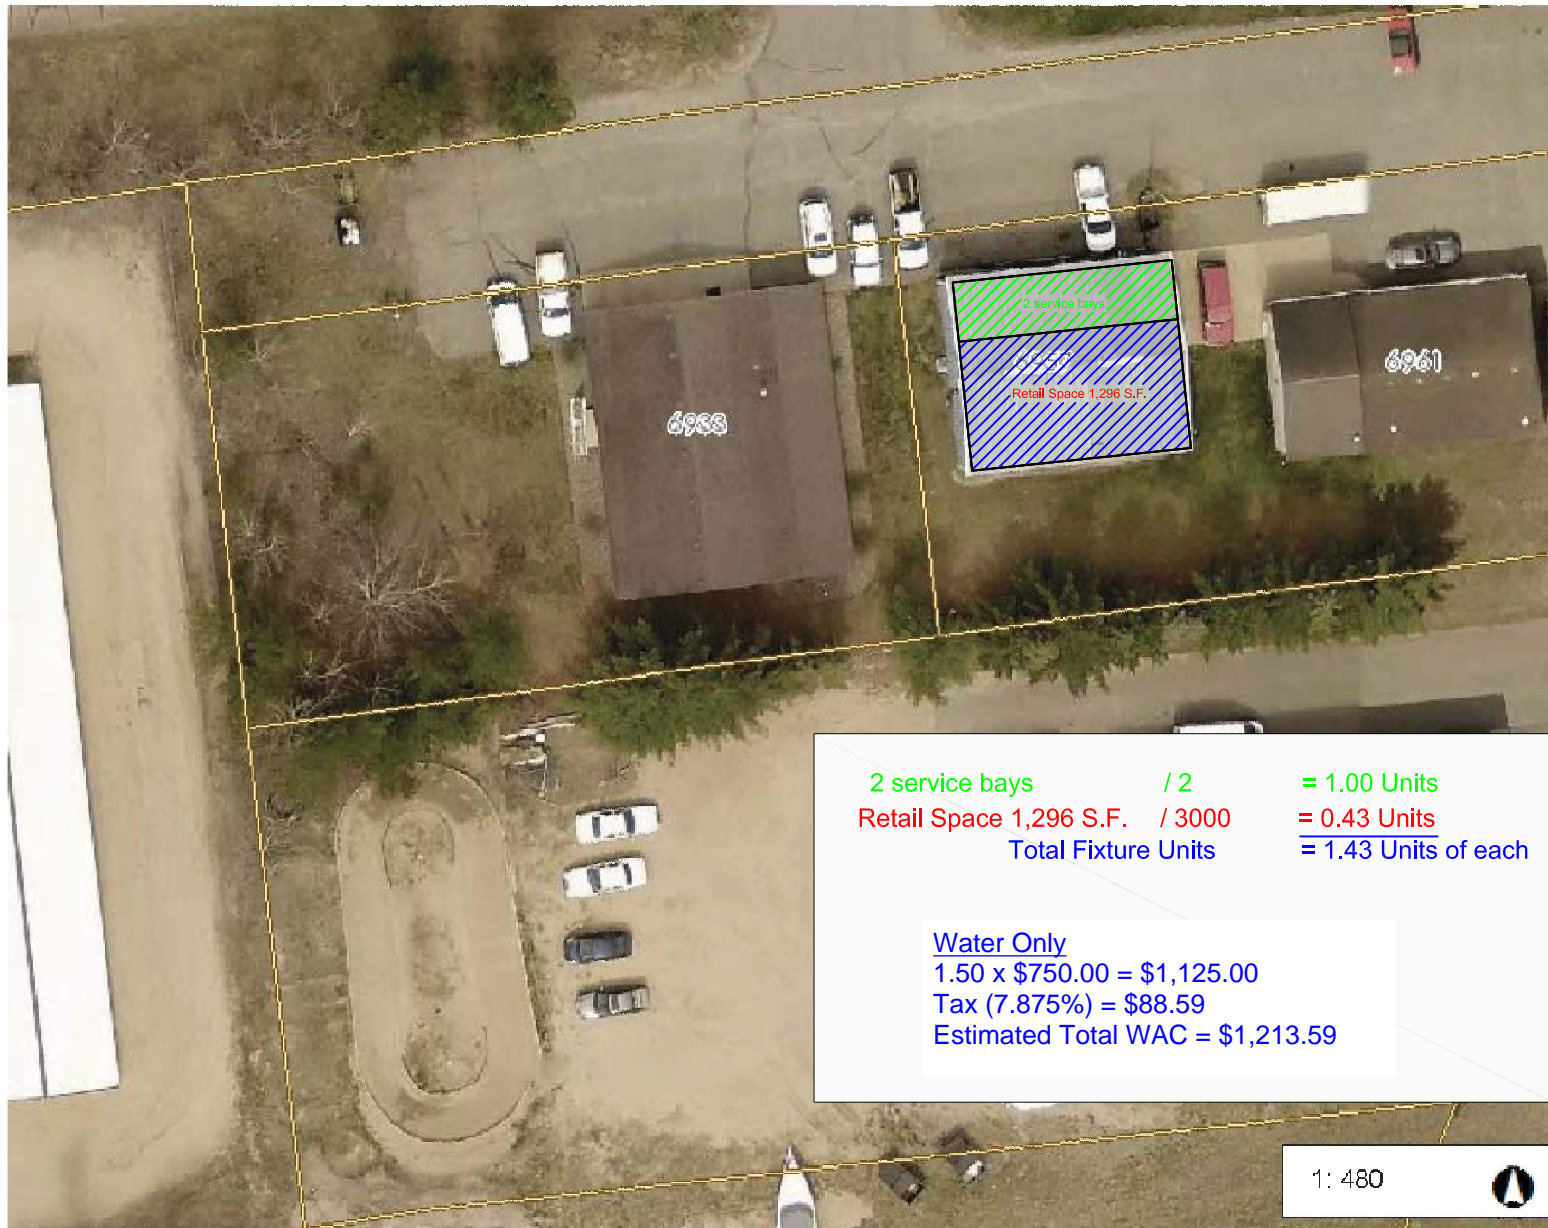 2 service bays
Retail Space 1,296 S.F.
6961
2 service bays / 2 = 1.00 Units
Retail Space 1,296 S.F. / 3000 = 0.43 Units
Total Fixture Units = 1.43 Units of each
Water Only
1.50 x $750.00 = $1,125.00
Tax (7.875%) = $88.59
Estimated Total WAC = $1,213.59
1: 480